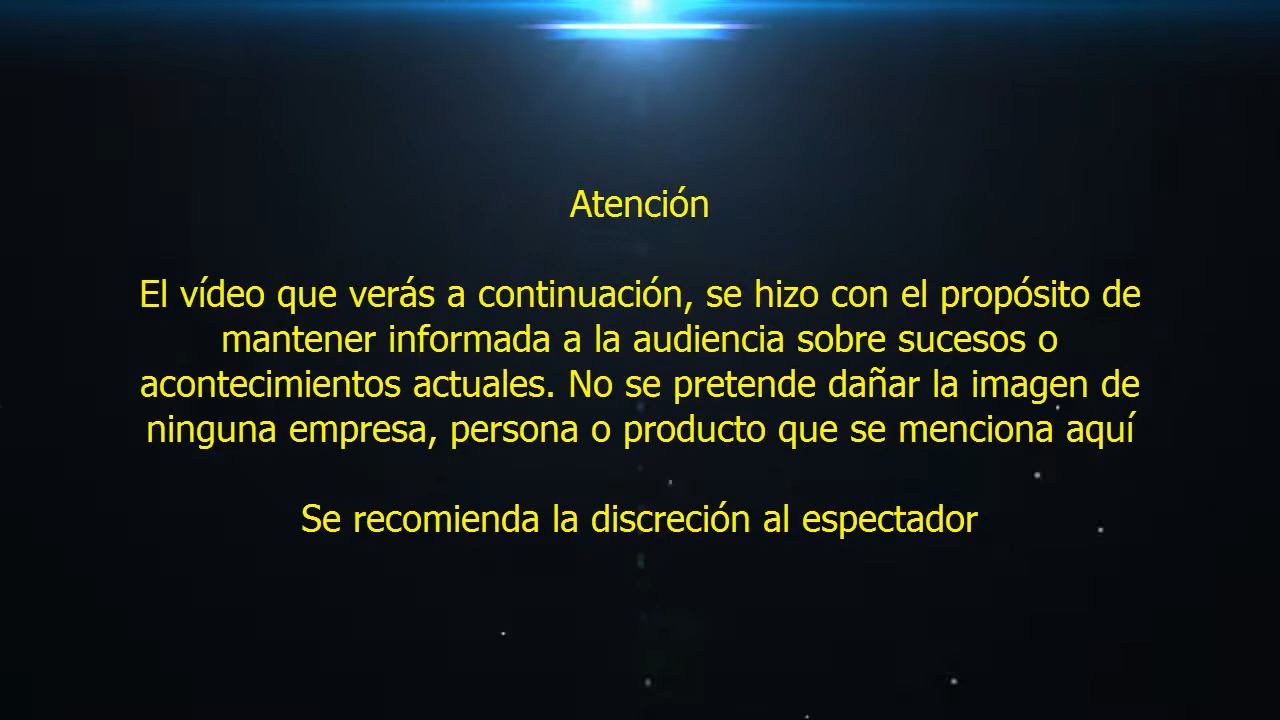 Atención
El vídeo que verás a continuación, se hizo con el propósito de
mantener informada a la audiencia sobre sucesos o
acontecimientos actuales. No se pretende dañar la imagen de
ninguna empresa, persona o producto que se menciona aquí
Se recomienda la discreción al espectador